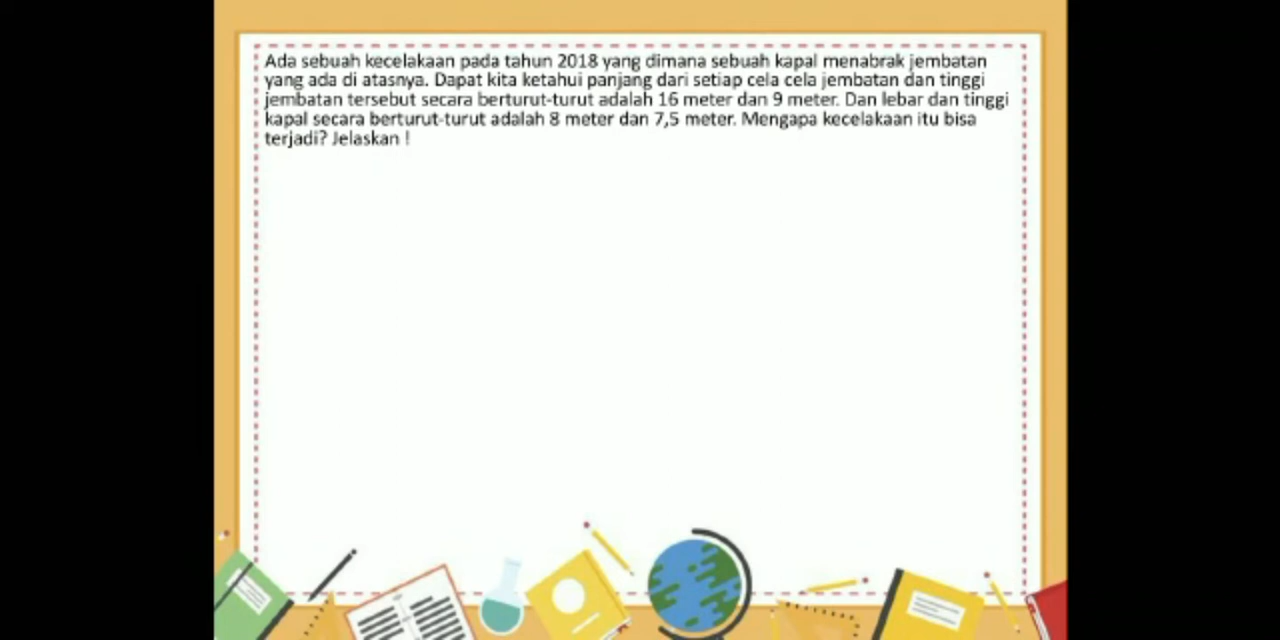 Ada sebuah kecelakaan pada tahun 2018 yang dimana sebuah kapal menabrak jembatan
yang ada di atasnya. Dapat kita ketahui panjang dari setiap cela cela jembatan dan tinggi
jembatan tersebut secara berturut-turut adalah 16 meter dan 9 meter. Dan lebar dan tinggi
kapal secara berturut-turut adalah 8 meter dan 7,5 meter. Mengapa kecelakaan itu bisa
terjadi? Jelaskan !